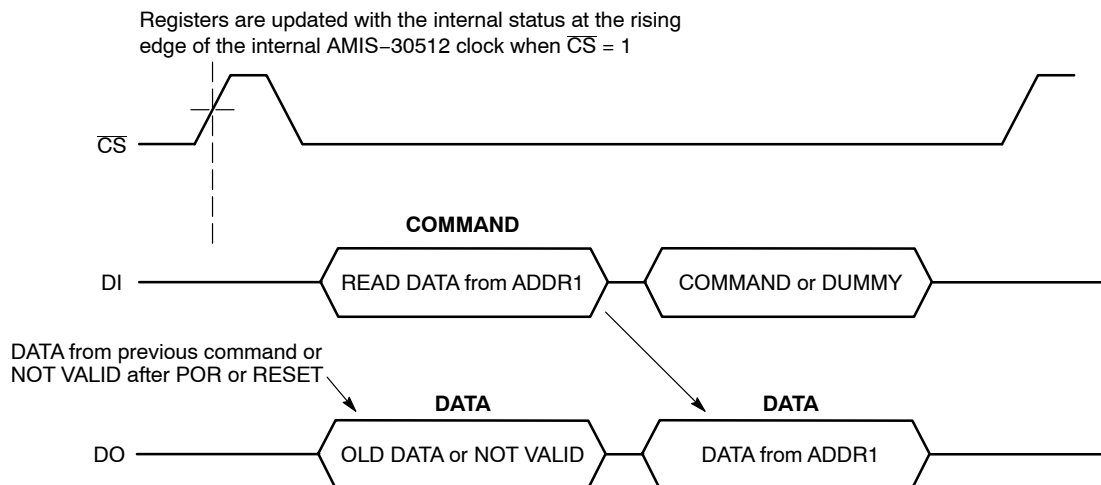 Registers are updated with the internal status at the rising
edge of the internal AMIS−30512 clock when C̅S̅ = 1
C̅S̅
COMMAND
DI
READ DATA from ADDR1
COMMAND or DUMMY
DATA from previous command or
NOT VALID after POR or RESET
DATA
DATA
DO
OLD DATA or NOT VALID
DATA from ADDR1